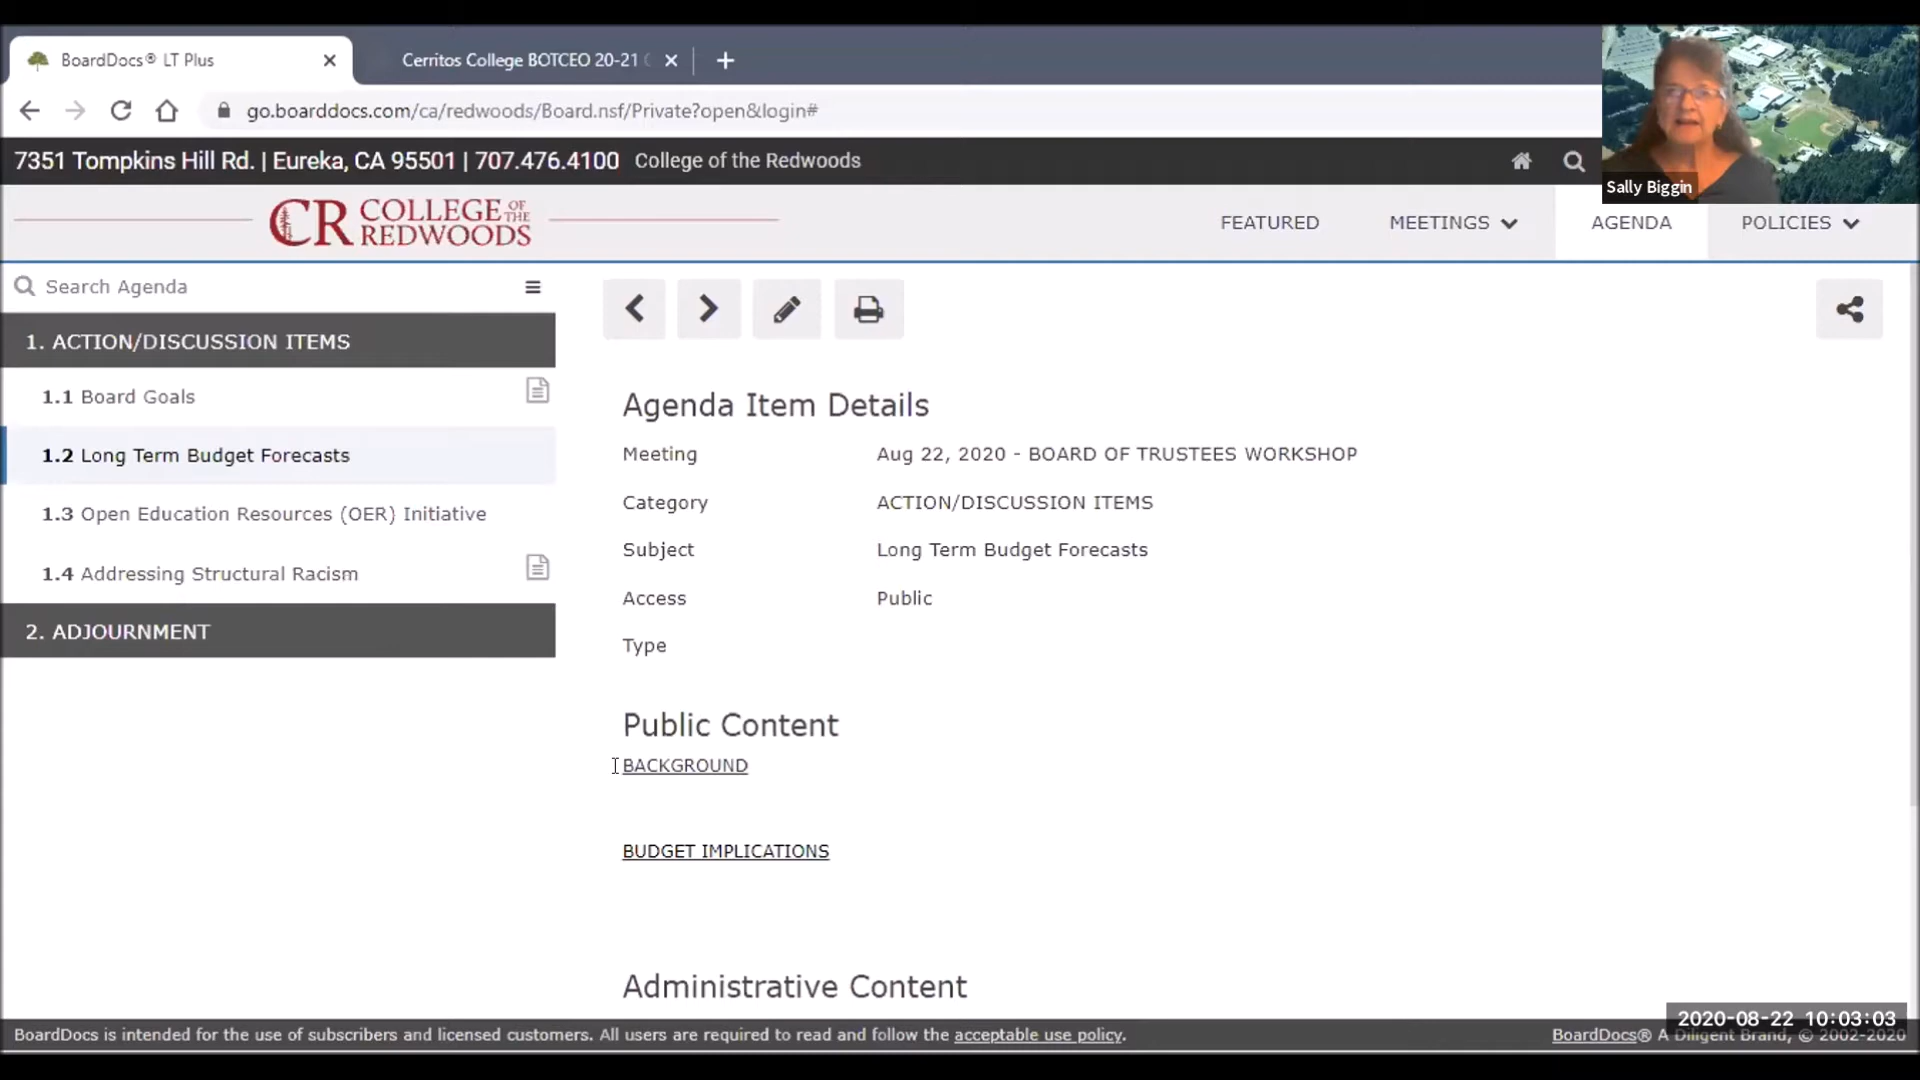 BoardDocs® LT Plus
Cerritos College BOTCEO 20-21
go.boarddocs.com/ca/redwoods/Board.nsf/Private?open&login#
7351 Tompkins Hill Rd. | Eureka, CA 95501 | 707.476.4100 College of the Redwoods
Sally Biggin
CR COLLEGE OF THE REDWOODS
FEATURED
MEETINGS
AGENDA
POLICIES
Search Agenda
1. ACTION/DISCUSSION ITEMS
1.1 Board Goals
1.2 Long Term Budget Forecasts
1.3 Open Education Resources (OER) Initiative
1.4 Addressing Structural Racism
2. ADJOURNMENT
Agenda Item Details
Meeting Aug 22, 2020 - BOARD OF TRUSTEES WORKSHOP
Category ACTION/DISCUSSION ITEMS
Subject Long Term Budget Forecasts
Access Public
Type
Public Content
BACKGROUND
BUDGET IMPLICATIONS
Administrative Content
2020-08-22 10:03:03
BoardDocs is intended for the use of subscribers and licensed customers. All users are required to read and follow the acceptable use policy.
BoardDocs® A Diligent Brand, © 2002-2020